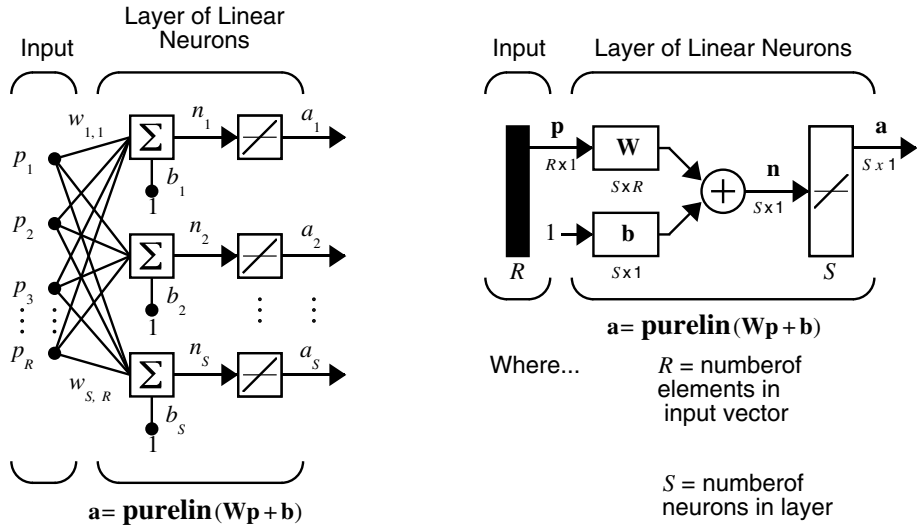 Layer of Linear
Neurons
Input
w1,1
p1
p2
p3
pR
wS, R
Σ
n1
a1
b1
1
Σ
n2
a2
b2
1
Σ
nS
aS
bS
1
a= purelin(Wp+b)
Input
Layer of Linear Neurons
p
R x 1
W
S x R
1
b
S x 1
n
S x 1
a
S x 1
R
S
a= purelin(Wp+b)
Where...
R = numberof
elements in
input vector
S = numberof
neurons in layer